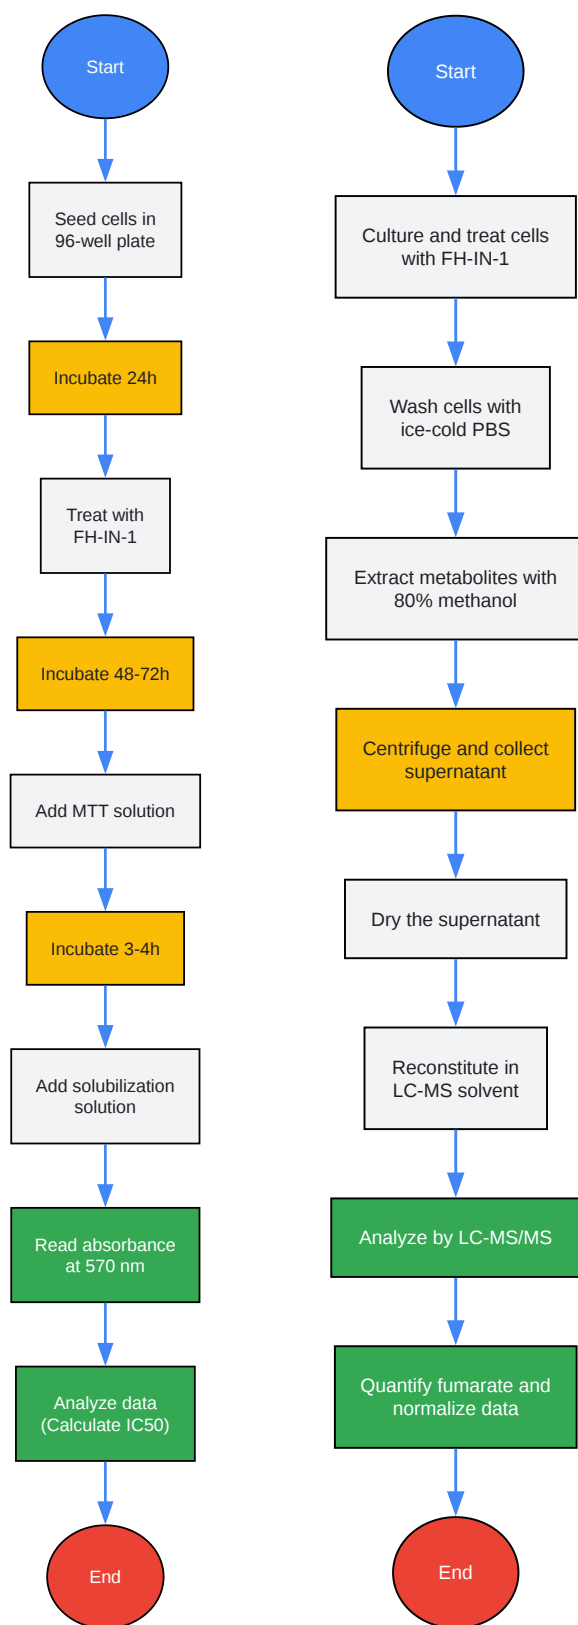 Start
Seed cells in
96-well plate
Incubate 24h
Treat with
FH-IN-1
Incubate 48-72h
Add MTT solution
Incubate 3-4h
Add solubilization
solution
Read absorbance
at 570 nm
Analyze data
(Calculate IC50)
End
Start
Culture and treat cells
with FH-IN-1
Wash cells with
ice-cold PBS
Extract metabolites with
80% methanol
Centrifuge and collect
supernatant
Dry the supernatant
Reconstitute in
LC-MS solvent
Analyze by LC-MS/MS
Quantify fumarate and
normalize data
End